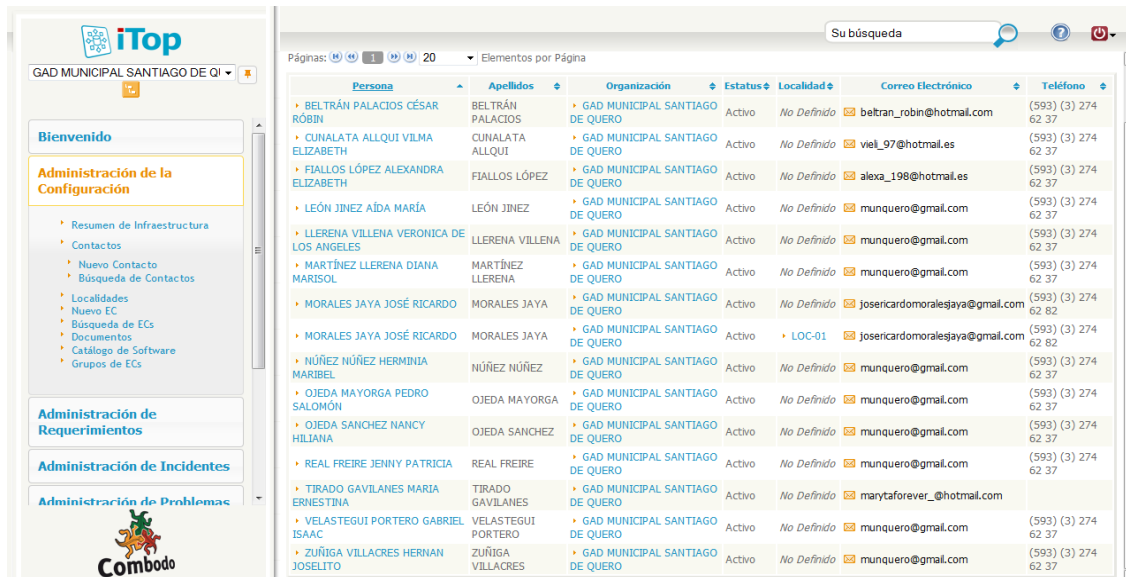 iTop
GAD MUNICIPAL SANTIAGO DE QU
Bienvenido
Administración de la
Configuración
Resumen de Infraestructura
Contactos
Nuevo Contacto
Búsqueda de Contactos
Localidades
Nuevo EC
Búsqueda de ECs
Documentos
Catálogo de Software
Grupos de ECs
Administración de
Requerimientos
Administración de Incidentes
Administración de Problemas
Combodo
Su búsqueda
Páginas: 1 20 Elementos por Página
Persona Apellidos Organización Estatus Localidad Correo Electrónico Teléfono
BELTRÁN PALACIOS CÉSAR BELTRÁN GAD MUNICIPAL SANTIAGO Activo No Definido beltran_robin@hotmail.com (593) (3) 274
RÓBIN PALACIOS DE QUERO 62 37
CUNALATA ALLQUI VILMA CUNALATA GAD MUNICIPAL SANTIAGO Activo No Definido vieli_97@hotmail.es (593) (3) 274
ELIZABETH ALLQUI DE QUERO 62 37
FIALLOS LÓPEZ ALEXANDRA FIALLOS LÓPEZ GAD MUNICIPAL SANTIAGO Activo No Definido alexa_198@hotmail.es (593) (3) 274
ELIZABETH DE QUERO 62 37
LEÓN JINEZ AÍDA MARÍA LEÓN JINEZ GAD MUNICIPAL SANTIAGO Activo No Definido munquero@gmail.com (593) (3) 274
DE QUERO 62 37
LLERENA VILLENA VERONICA DE LLERENA VILLENA GAD MUNICIPAL SANTIAGO Activo No Definido munquero@gmail.com (593) (3) 274
LOS ANGELES DE QUERO 62 37
MARTÍNEZ LLERENA DIANA MARTÍNEZ GAD MUNICIPAL SANTIAGO Activo No Definido munquero@gmail.com (593) (3) 274
MARISOL LLERENA DE QUERO 62 37
MORALES JAYA JOSÉ RICARDO MORALES JAYA GAD MUNICIPAL SANTIAGO Activo No Definido josericardomoralesjaya@gmail.com (593) (3) 274
DE QUERO 62 82
MORALES JAYA JOSÉ RICARDO MORALES JAYA GAD MUNICIPAL SANTIAGO Activo LOC-01 josericardomoralesjaya@gmail.com (593) (3) 274
DE QUERO 62 82
NÚÑEZ NÚÑEZ HERMINIA NÚÑEZ NÚÑEZ GAD MUNICIPAL SANTIAGO Activo No Definido munquero@gmail.com (593) (3) 274
MARIBEL DE QUERO 62 37
OJEDA MAYORGA PEDRO OJEDA MAYORGA GAD MUNICIPAL SANTIAGO Activo No Definido munquero@gmail.com (593) (3) 274
SALOMÓN DE QUERO 62 37
OJEDA SANCHEZ NANCY OJEDA SANCHEZ GAD MUNICIPAL SANTIAGO Activo No Definido munquero@gmail.com (593) (3) 274
HILIANA DE QUERO 62 37
REAL FREIRE JENNY PATRICIA REAL FREIRE GAD MUNICIPAL SANTIAGO Activo No Definido munquero@gmail.com (593) (3) 274
DE QUERO 62 37
TIRADO GAVILANES MARIA TIRADO GAD MUNICIPAL SANTIAGO Activo No Definido marytaforever_@hotmail.com
ERNESTINA GAVILANES DE QUERO
VELASTEGUI PORTERO GABRIEL VELASTEGUI GAD MUNICIPAL SANTIAGO Activo No Definido munquero@gmail.com (593) (3) 274
ISAAC PORTERO DE QUERO 62 37
ZUÑIGA VILLACRES HERNAN ZUÑIGA GAD MUNICIPAL SANTIAGO Activo No Definido munquero@gmail.com (593) (3) 274
JOSELITO VILLACRES DE QUERO 62 37